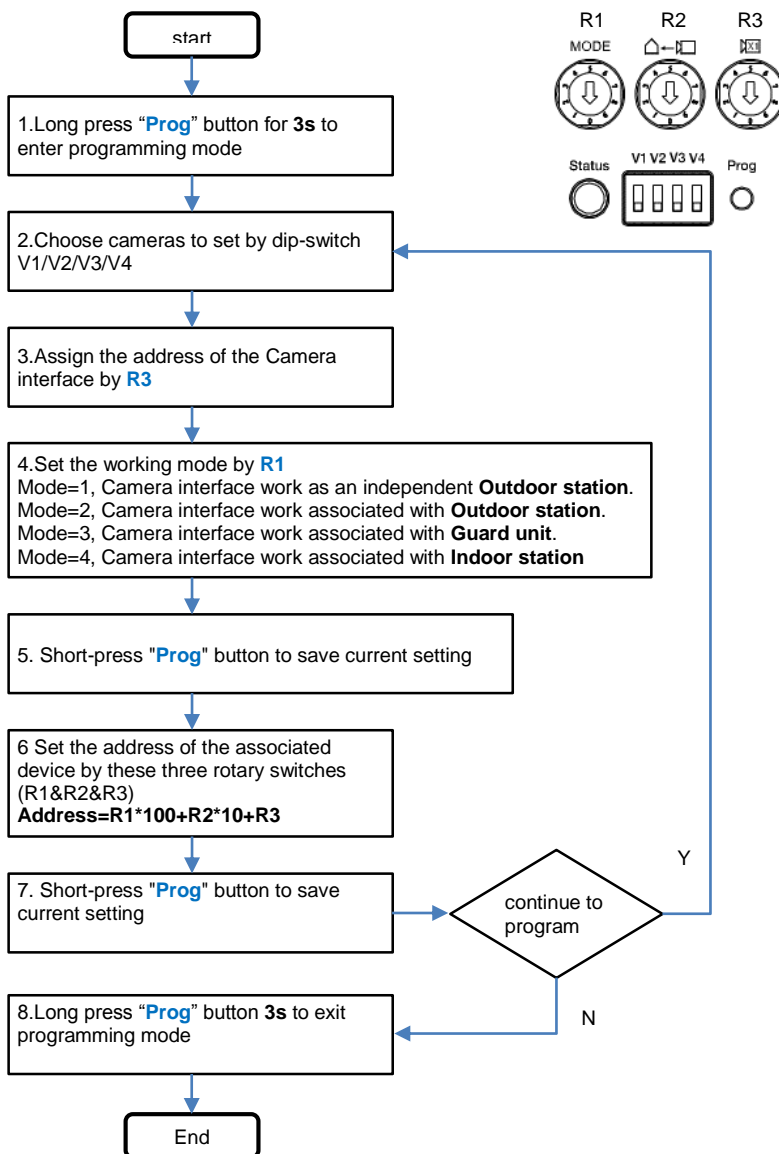 start
R1 R2 R3
MODE
Status V1 V2 V3 V4 Prog
1.Long press “Prog” button for 3s to
enter programming mode
2.Choose cameras to set by dip-switch
V1/V2/V3/V4
3.Assign the address of the Camera
interface by R3
4.Set the working mode by R1
Mode=1, Camera interface work as an independent Outdoor station.
Mode=2, Camera interface work associated with Outdoor station.
Mode=3, Camera interface work associated with Guard unit.
Mode=4, Camera interface work associated with Indoor station
5. Short-press "Prog" button to save current setting
6 Set the address of the associated
device by these three rotary switches
(R1&R2&R3)
Address=R1*100+R2*10+R3
7. Short-press "Prog" button to save
current setting
continue to
program
Y
N
8.Long press “Prog” button 3s to exit
programming mode
End